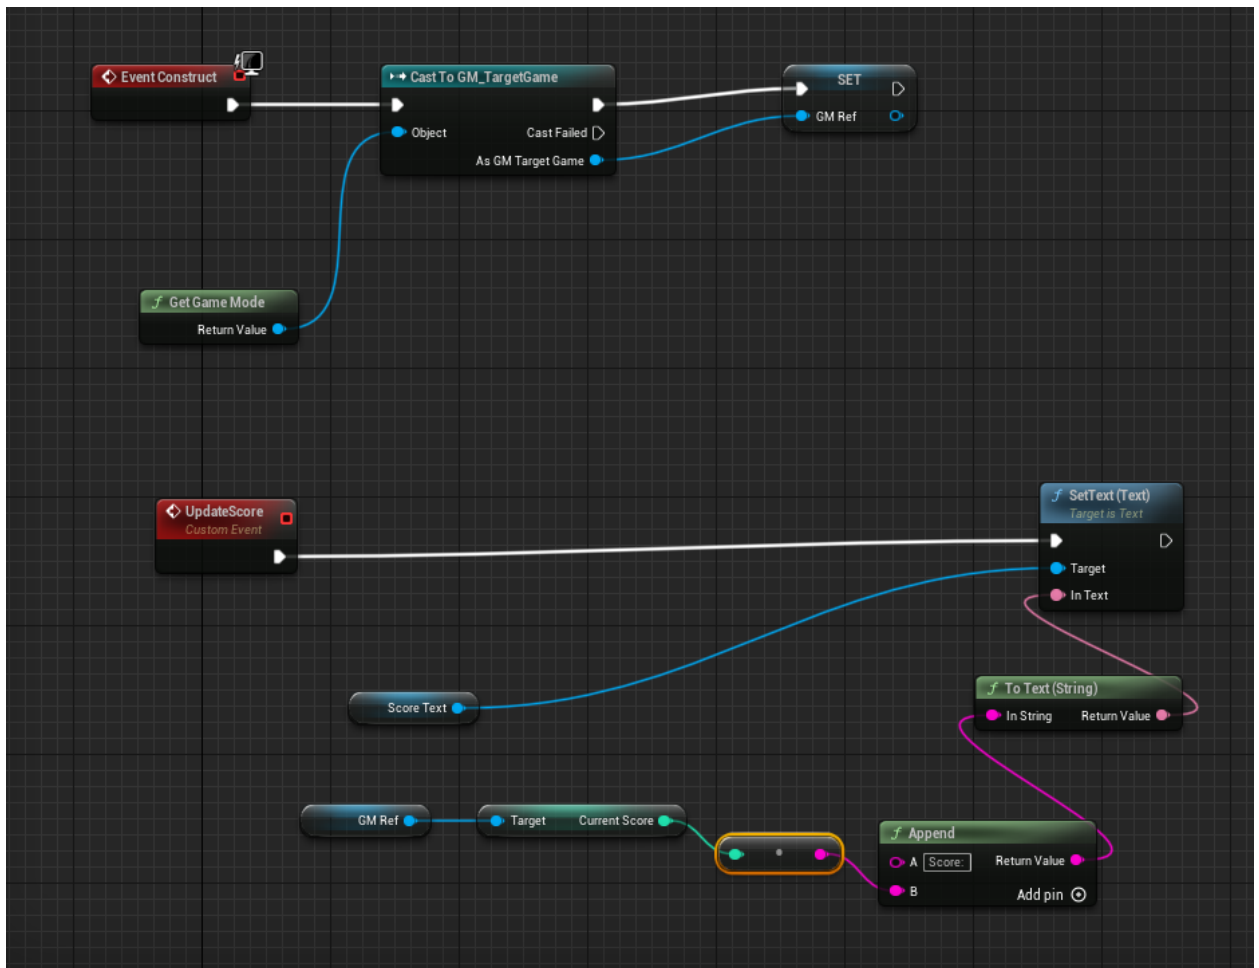 Event Construct
Cast To GM_TargetGame
Object
Cast Failed
As GM Target Game
SET
GM Ref
f Get Game Mode
Return Value
UpdateScore
Custom Event
f SetText (Text)
Target is Text
Target
In Text
Score Text
f To Text (String)
In String Return Value
GM Ref
Target Current Score
f Append
A Score: Return Value
B
Add pin